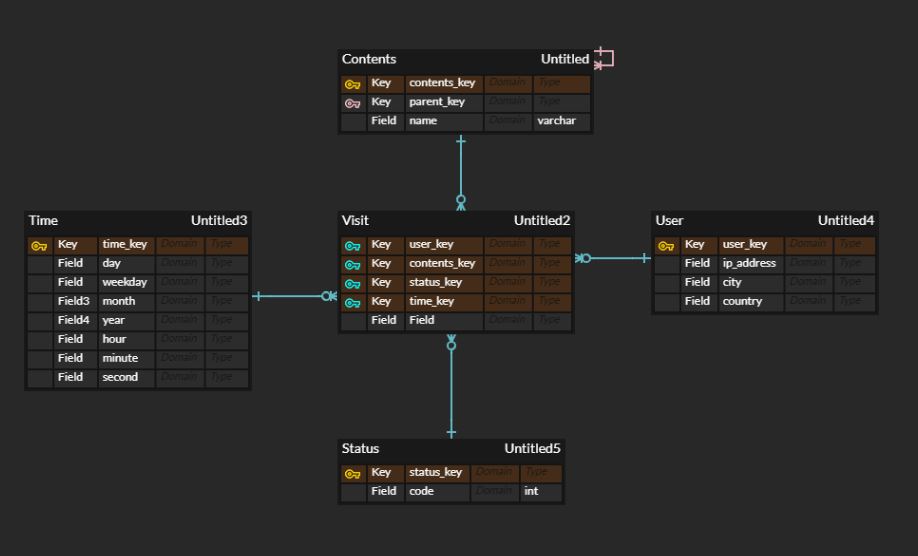 Contents Untitled
Key contents_key Domain Type
Key parent_key Domain Type
Field name Domain varchar
Time Untitled3
Key time_key Domain Type
Field day Domain Type
Field weekday Domain Type
Field3 month Domain Type
Field4 year Domain Type
Field hour Domain Type
Field minute Domain Type
Field second Domain Type
Visit Untitled2
Key user_key Domain Type
Key contents_key Domain Type
Key status_key Domain Type
Key time_key Domain Type
Field Field Domain Type
User Untitled4
Key user_key Domain Type
Field ip_address Domain Type
Field city Domain Type
Field country Domain Type
Status Untitled5
Key status_key Domain Type
Field code Domain int